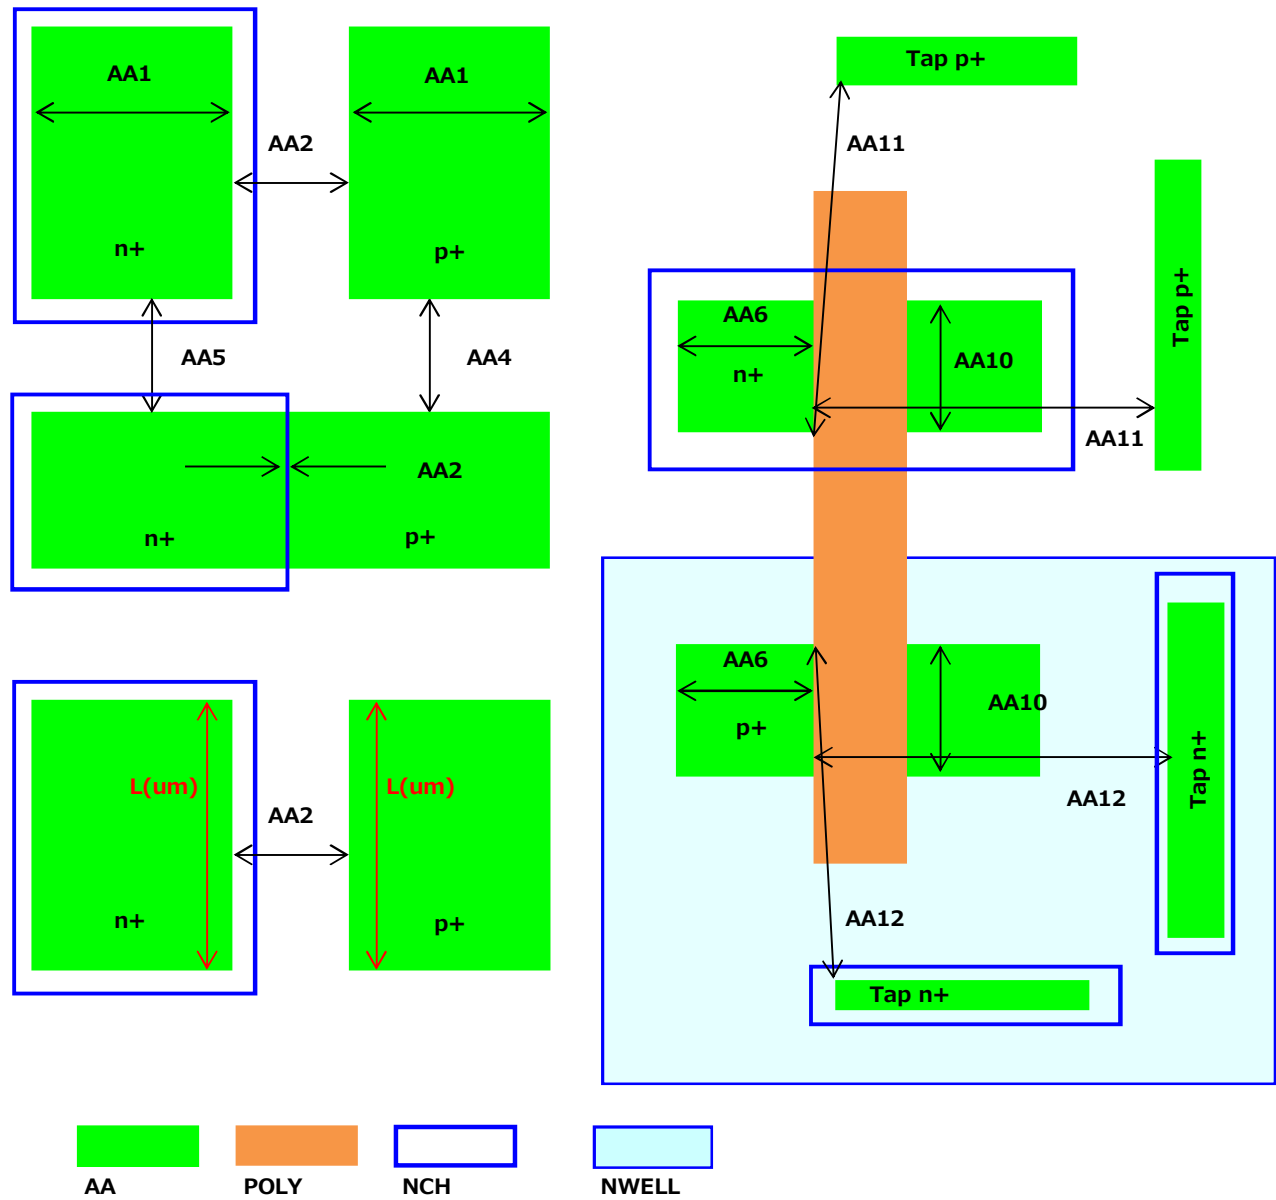 AA1
AA1
AA2
n+
p+
AA5
AA4
AA2
n+
p+
L(um)
L(um)
AA2
n+
p+
Tap p+
AA11
Tap p+
AA6
n+
AA10
AA11
AA6
p+
AA10
Tap n+
AA12
AA12
Tap n+
AA
POLY
NCH
NWELL